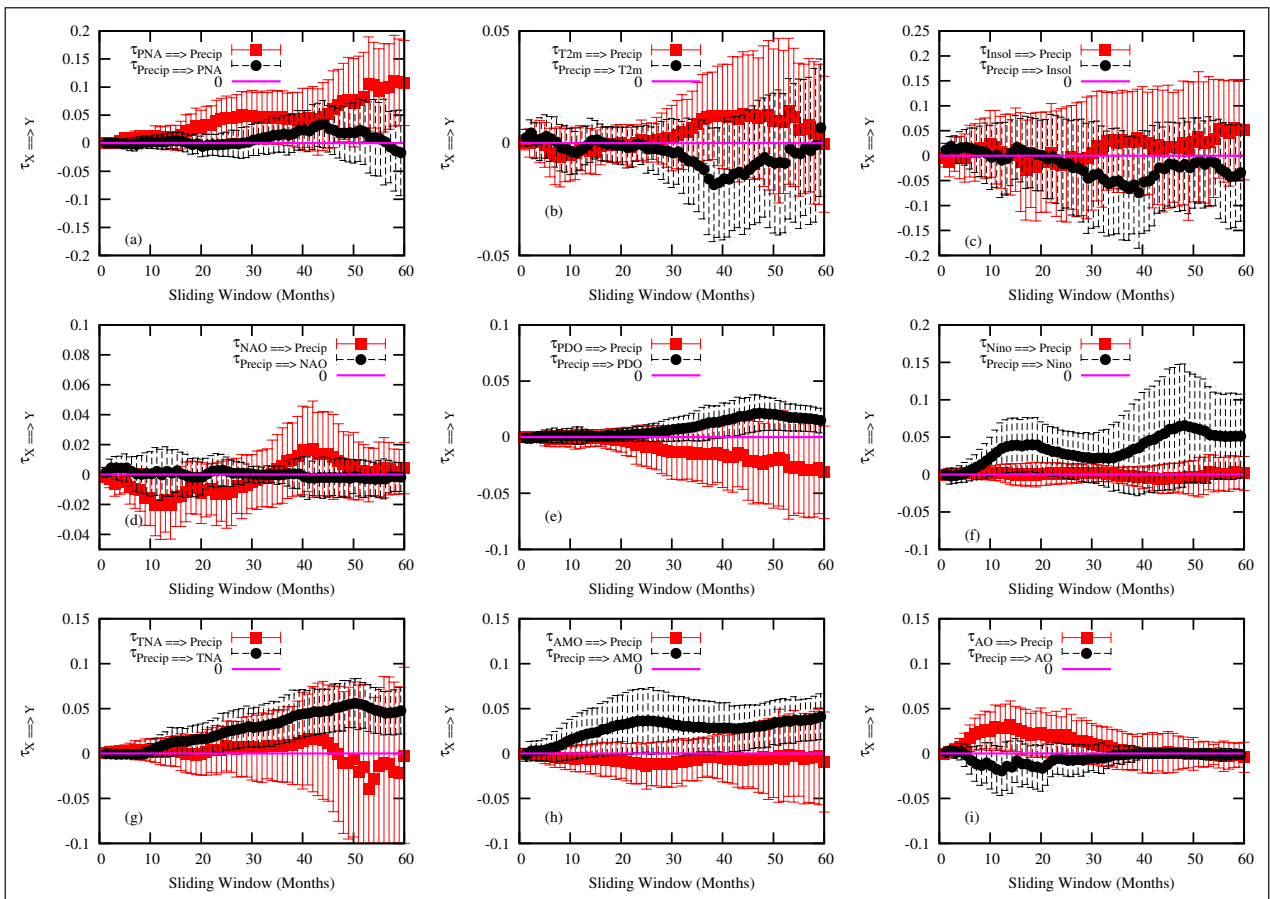 τPNA ==> Precip
τPrecip ==> PNA
0
0.2
0.15
0.1
0.05
0
-0.05
-0.1
-0.15
-0.2
τX ==> Y
(a)
0 10 20 30 40 50 60
Sliding Window (Months)
τT2m ==> Precip
τPrecip ==> T2m
0
0.05
0
-0.05
τX ==> Y
(b)
0 10 20 30 40 50 60
Sliding Window (Months)
τInsol ==> Precip
τPrecip ==> Insol
0
0.25
0.2
0.15
0.1
0.05
0
-0.05
-0.1
-0.15
-0.2
τX ==> Y
(c)
0 10 20 30 40 50 60
Sliding Window (Months)
τNAO ==> Precip
τPrecip ==> NAO
0
0.1
0.08
0.06
0.04
0.02
0
-0.02
-0.04
τX ==> Y
(d)
0 10 20 30 40 50 60
Sliding Window (Months)
τPDO ==> Precip
τPrecip ==> PDO
0
0.1
0.05
0
-0.05
-0.1
τX ==> Y
(e)
0 10 20 30 40 50 60
Sliding Window (Months)
τNino ==> Precip
τPrecip ==> Nino
0
0.2
0.15
0.1
0.05
0
-0.05
-0.1
τX ==> Y
(f)
0 10 20 30 40 50 60
Sliding Window (Months)
τTNA ==> Precip
τPrecip ==> TNA
0
0.15
0.1
0.05
0
-0.05
-0.1
τX ==> Y
(g)
0 10 20 30 40 50 60
Sliding Window (Months)
τAMO ==> Precip
τPrecip ==> AMO
0
0.15
0.1
0.05
0
-0.05
-0.1
τX ==> Y
(h)
0 10 20 30 40 50 60
Sliding Window (Months)
τAO ==> Precip
τPrecip ==> AO
0
0.15
0.1
0.05
0
-0.05
-0.1
τX ==> Y
(i)
0 10 20 30 40 50 60
Sliding Window (Months)